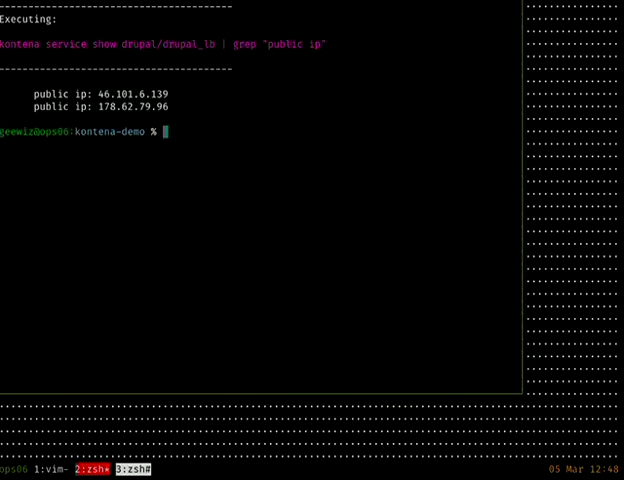 ----------------------------------------
Executing:
kontena service show drupal/drupal_lb | grep "public ip"
----------------------------------------
public ip: 46.101.6.139
public ip: 178.62.79.96
geewiz@ops06:kontena-demo %
ops06 1:vim- 2:zsh* 3:zsh# 05 Mar 12:48